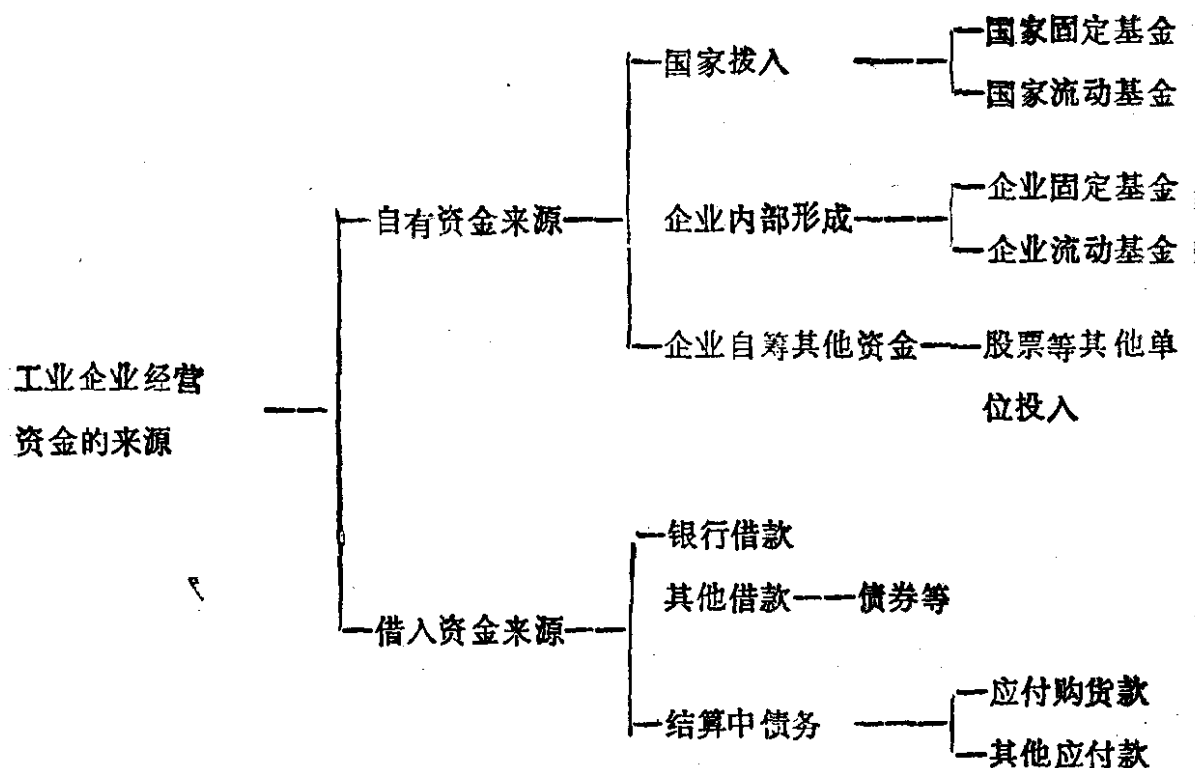 国家固定基金
国家拨入
国家流动基金
企业固定基金
自有资金来源
企业内部形成
企业流动基金
企业自筹其他资金
股票等其他单
位投入
工业企业经营
资金的来源
银行借款
其他借款
债券等
借入资金来源
结算中债务
应付购货款
其他应付款